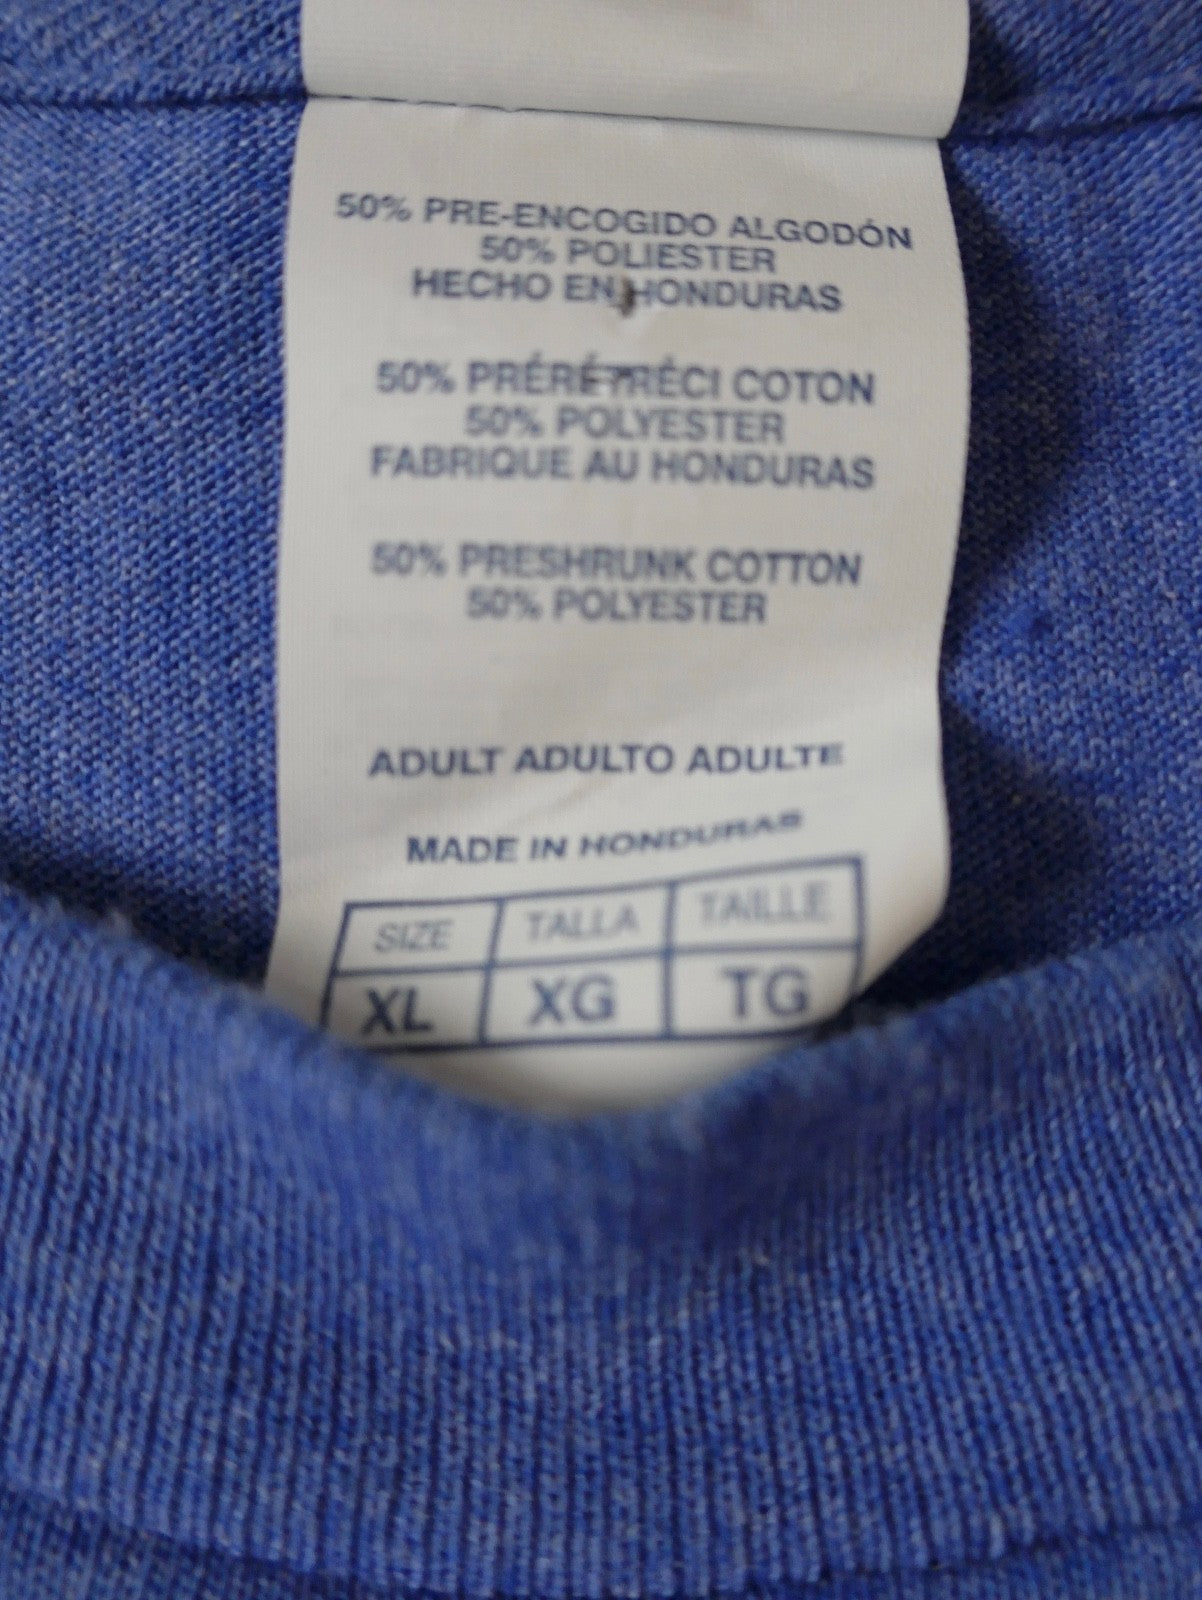 50% PRE-ENCOGIDO ALGODÓN
50% POLIESTER
HECHO EN HONDURAS
50% PRÉRÉTRÉCI COTON
50% POLYESTER
FABRIQUE AU HONDURAS
50% PRESHRUNK COTTON
50% POLYESTER
ADULT ADULTO ADULTE
MADE IN HONDURAS
SIZE TALLA TAILLE
XL XG TG